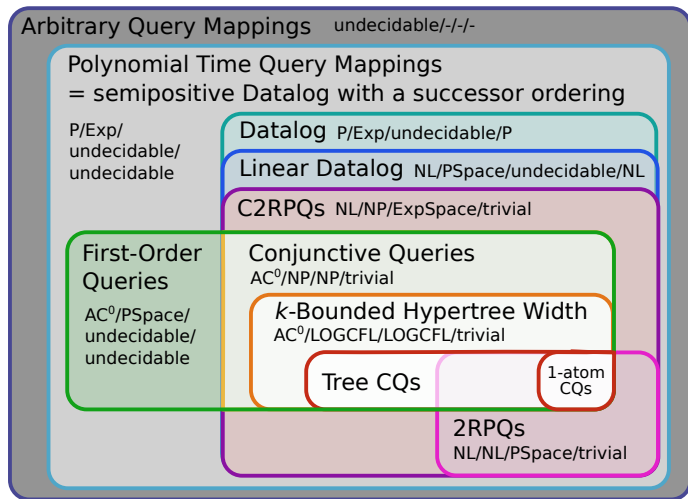 Arbitrary Query Mappings undecidable/-/-/-
Polynomial Time Query Mappings
= semipositive Datalog with a successor ordering
P/Exp/
undecidable/
undecidable
Datalog P/Exp/undecidable/P
Linear Datalog NL/PSpace/undecidable/NL
C2RPQs NL/NP/ExpSpace/trivial
First-Order
Queries
AC⁰/PSpace/
undecidable/
undecidable
Conjunctive Queries
AC⁰/NP/NP/trivial
k-Bounded Hypertree Width
AC⁰/LOGCFL/LOGCFL/trivial
Tree CQs
1-atom
CQs
2RPQs
NL/NL/PSpace/trivial